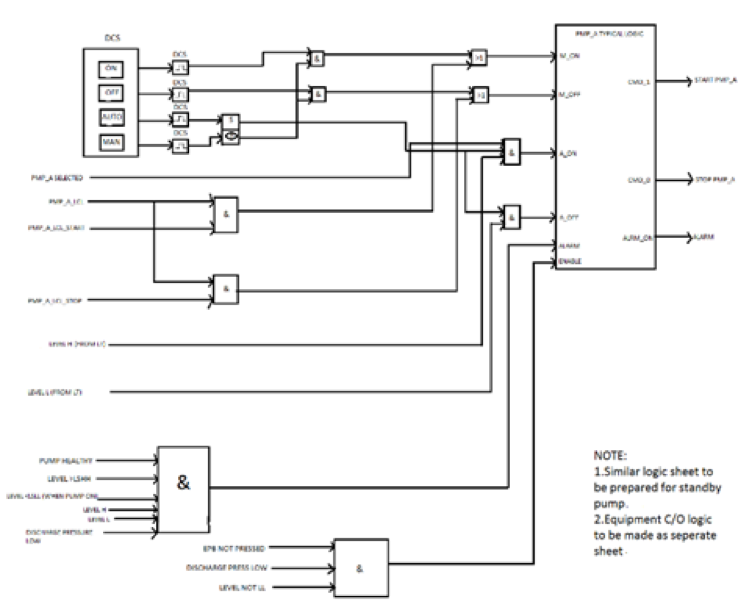 DCS
PMP_A TYPICAL LOGIC
ON
DCS
&
>1
M_ON
CMD_1
START PMP_A
OFF
DCS
&
>1
M_OFF
AUTO
DCS
S
MAN
DCS
&
A_ON
PMP_A SELECTED
CMD_0
STOP PMP_A
PMP_A_LCL
&
&
A_OFF
PMP_A_LCL_START
ALRM_ON
ALARM
ALARM
ENABLE
&
PMP_A_LCL_STOP
LEVEL H (FROM LT)
LEVEL L (FROM LT)
PUMP HEALTHY
LEVEL
&
(WHEN PUMP ON)
LEVEL H
LEVEL L
DISCHARGE PRESSURE
LOW
EPB NOT PRESSED
DISCHARGE PRESS LOW
&
LEVEL NOT LL
NOTE:
1.Similar logic sheet to
be prepared for standby
pump.
2.Equipment C/O logic
to be made as seperate
sheet